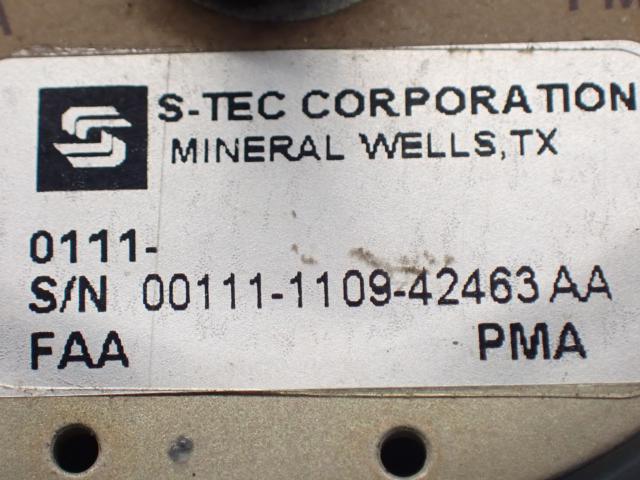 S-TEC CORPORATION
MINERAL WELLS, TX
0111-
S/N 00111-1109-42463 AA
FAA PMA